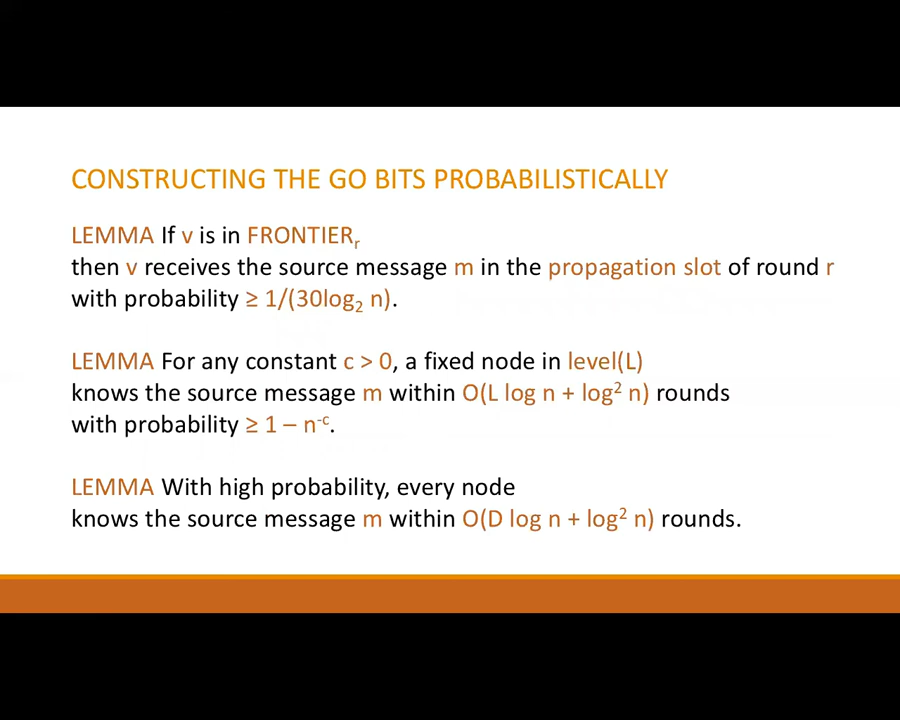 CONSTRUCTING THE GO BITS PROBABILISTICALLY
LEMMA If v is in FRONTIERᵣ
then v receives the source message m in the propagation slot of round r
with probability ≥ 1/(30log₂ n).
LEMMA For any constant c > 0, a fixed node in level(L)
knows the source message m within O(L log n + log² n) rounds
with probability ≥ 1 – n⁻ᶜ.
LEMMA With high probability, every node
knows the source message m within O(D log n + log² n) rounds.